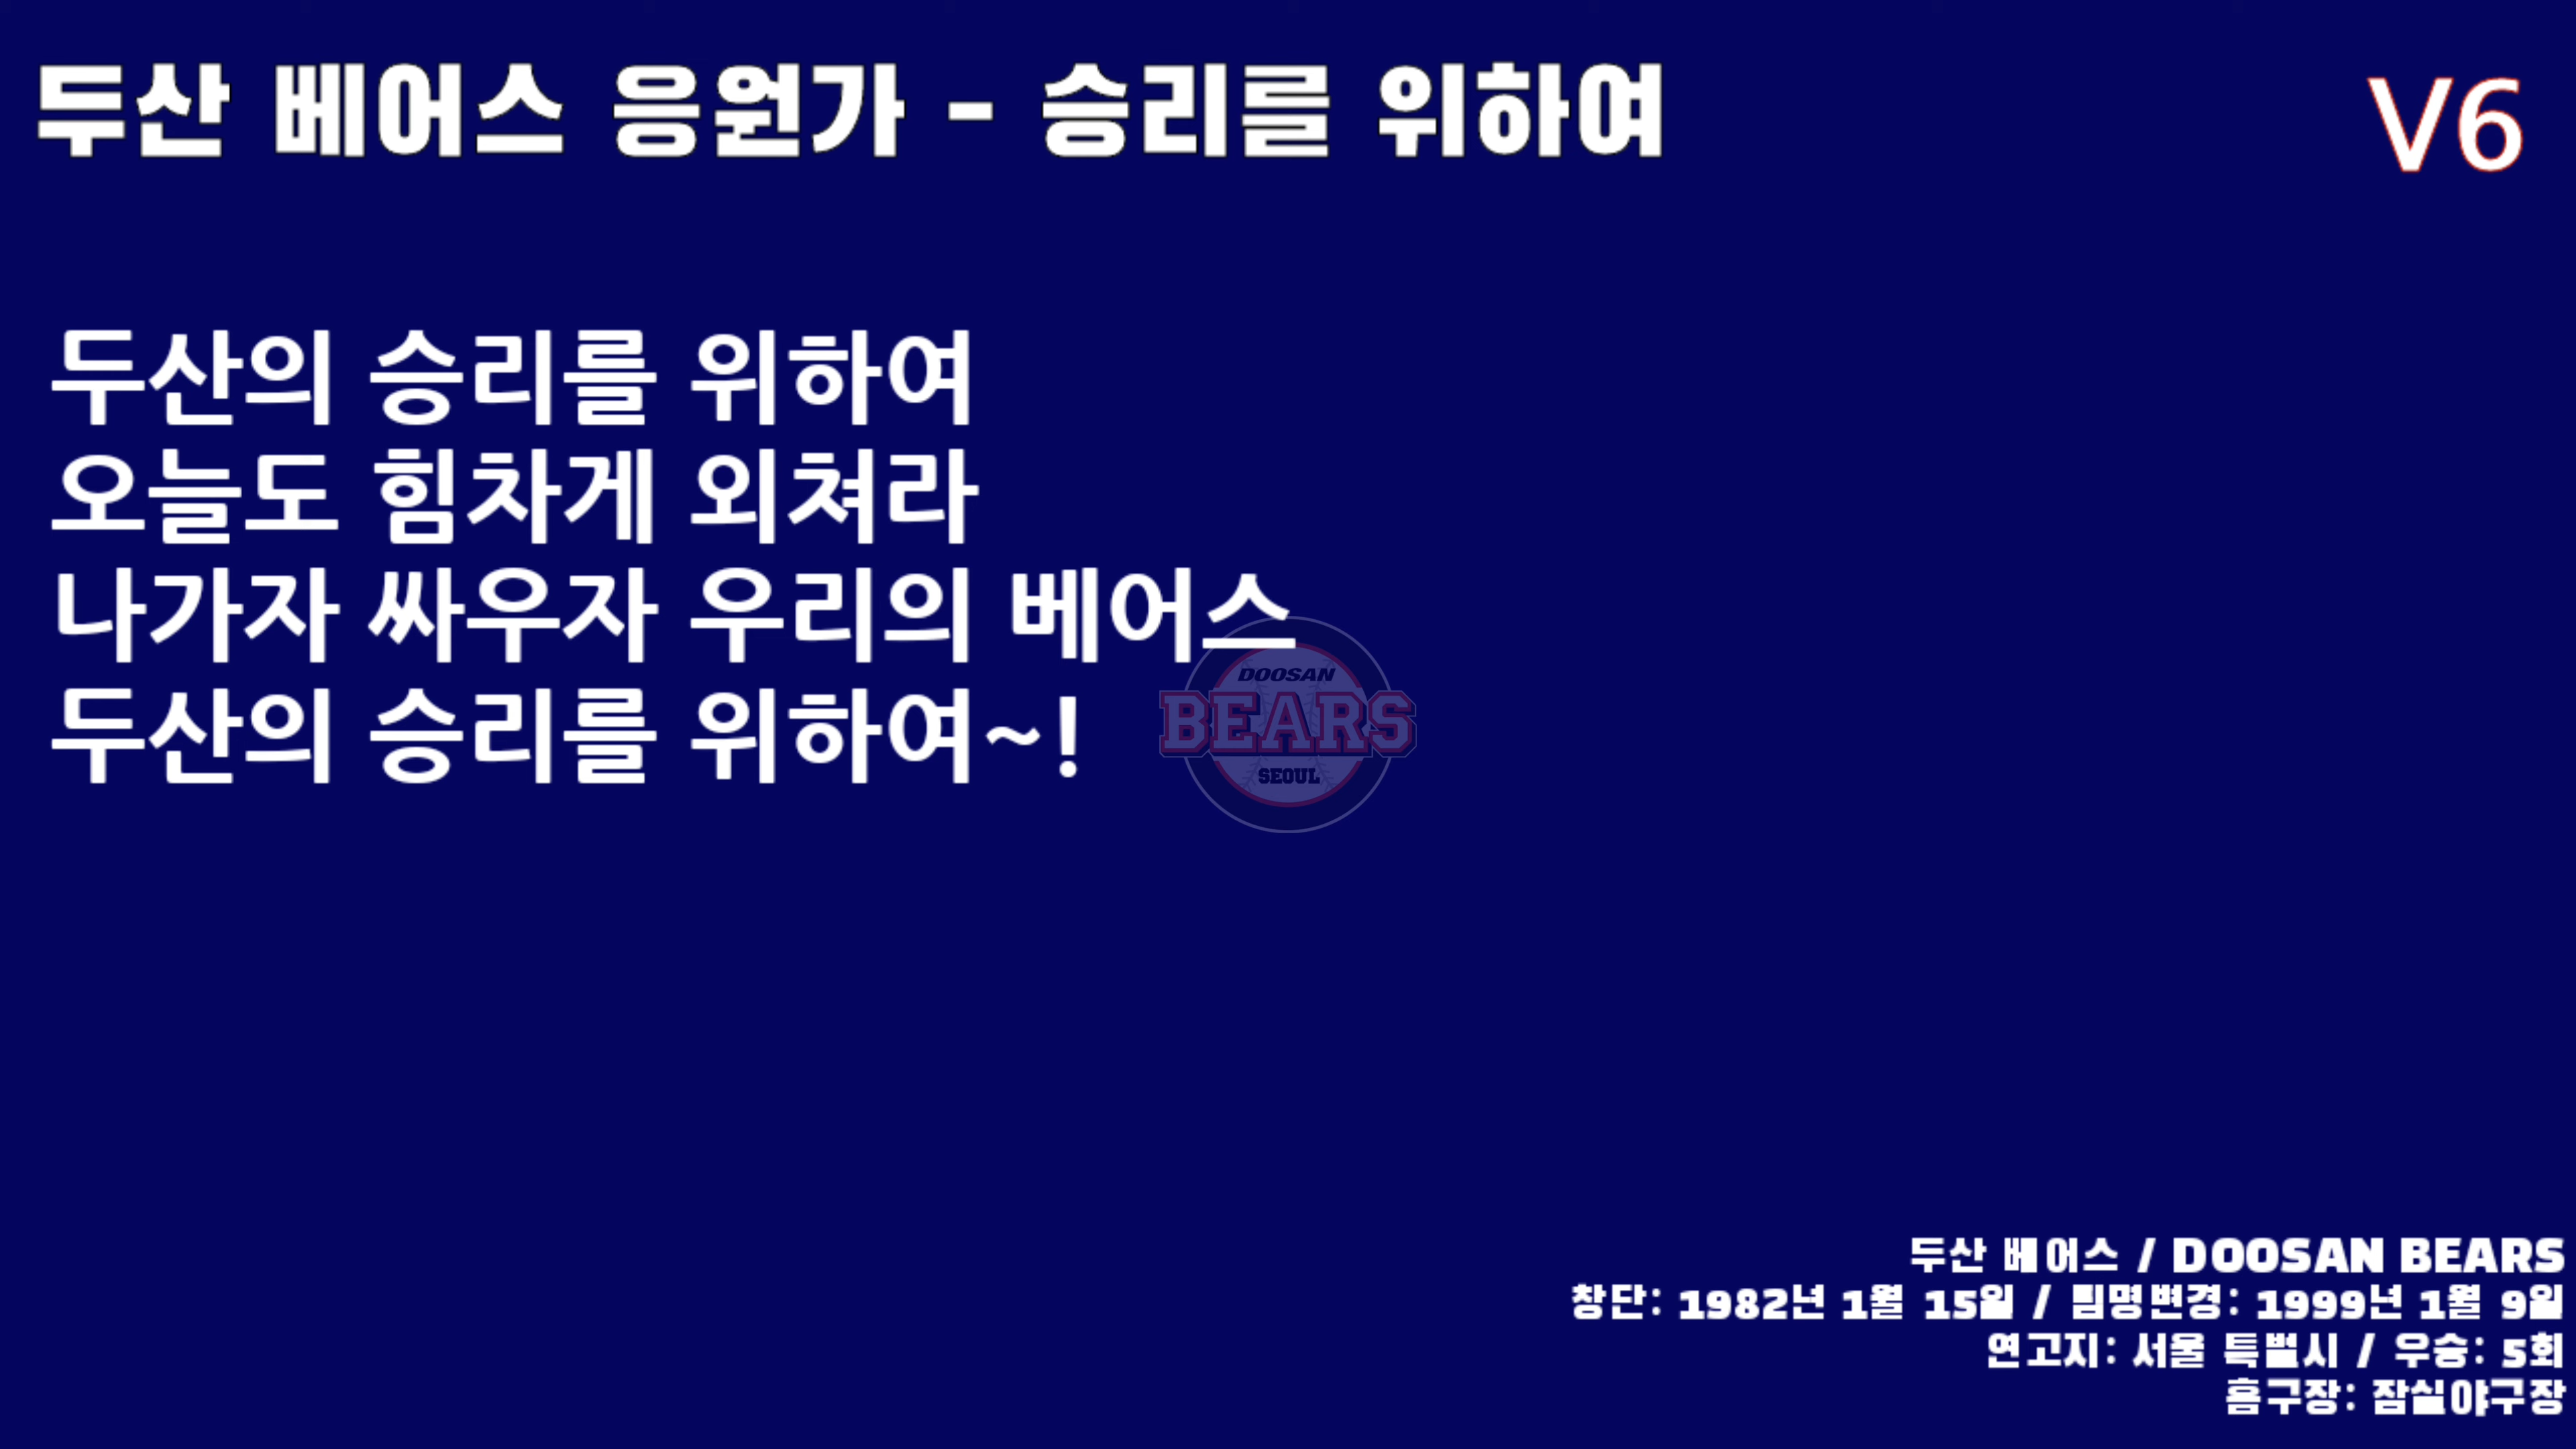 두산 베어스 응원가 - 승리를 위하여
V6
두산의 승리를 위하여
오늘도 힘차게 외쳐라
나가자 싸우자 우리의 베어스
두산의 승리를 위하여~!
DOOSAN
BEARS
SEOUL
두산 베어스 / DOOSAN BEARS
창단: 1982년 1월 15일 / 팀명변경: 1999년 1월 9일
연고지: 서울 특별시 / 우승: 5회
홈구장: 잠실야구장